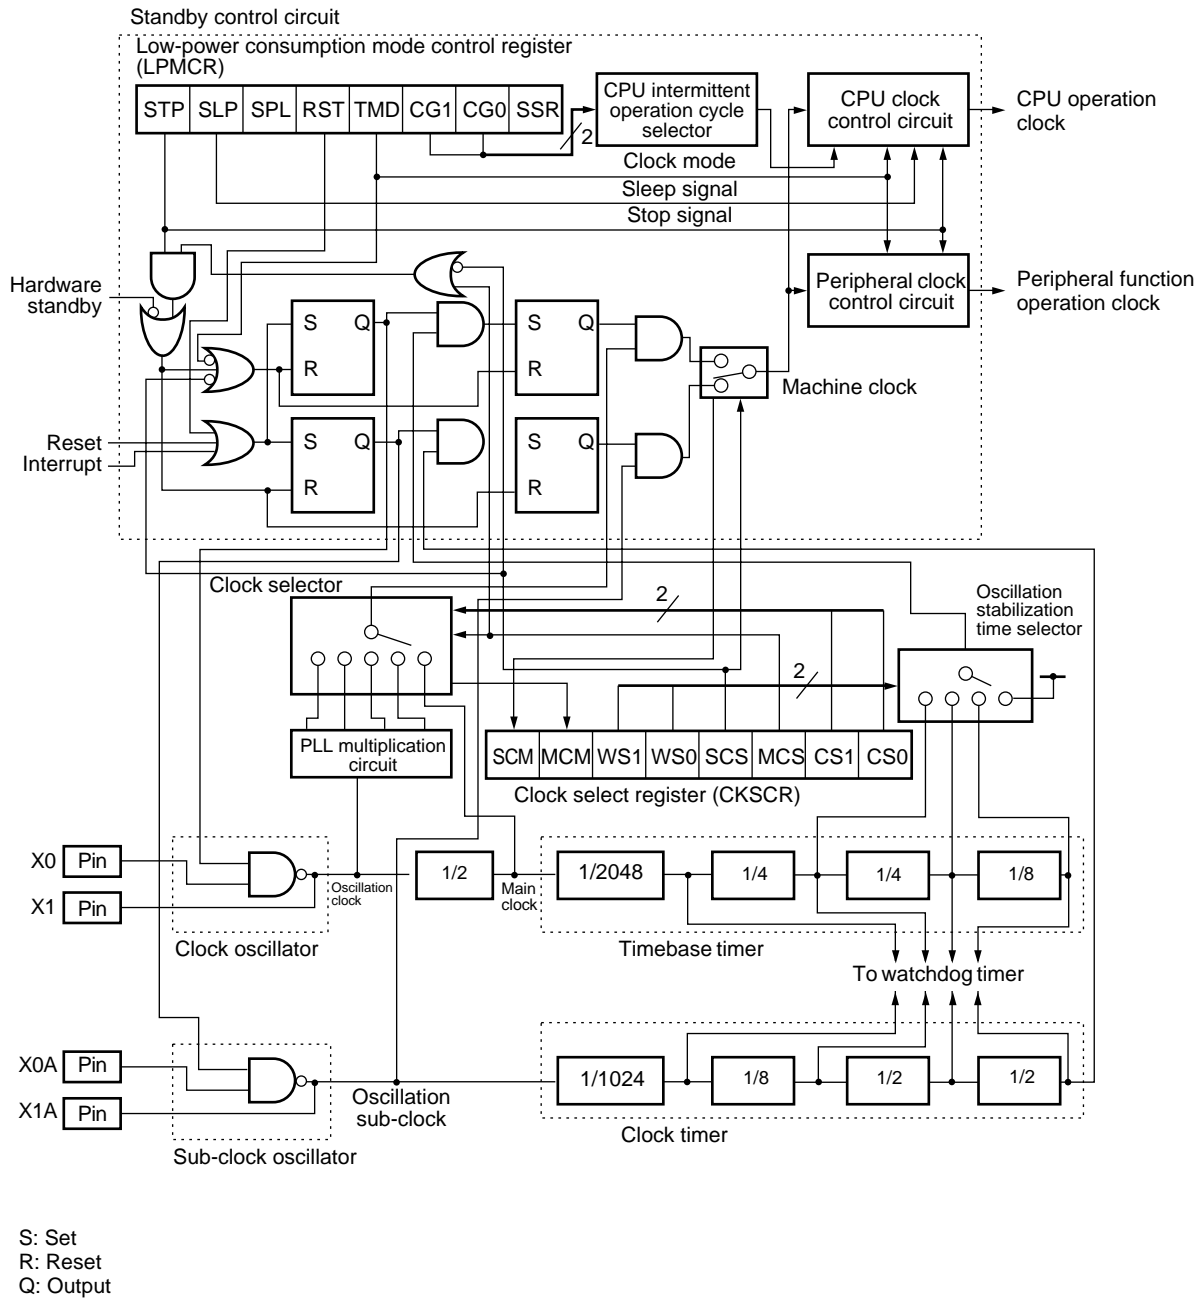 Standby control circuit
Low-power consumption mode control register
(LPMCR)
STP SLP SPL RST TMD CG1 CG0 SSR
2
CPU intermittent
operation cycle
selector
CPU clock
control circuit
CPU operation
clock
Clock mode
Sleep signal
Stop signal
Hardware
standby
Peripheral clock
control circuit
Peripheral function
operation clock
S Q
R
S
R
Q
Machine clock
Reset
Interrupt
S Q
R
S
R
Q
Clock selector
2
Oscillation
stabilization
time selector
2
PLL multiplication
circuit
SCM MCM WS1 WS0 SCS MCS CS1 CS0
Clock select register (CKSCR)
X0 Pin
X1 Pin
Clock oscillator
Oscillation
clock
1/2
Main
clock
1/2048
1/4
1/4
1/8
Timebase timer
To watchdog timer
X0A Pin
X1A Pin
Sub-clock oscillator
Oscillation
sub-clock
1/1024
1/8
1/2
1/2
Clock timer
S: Set
R: Reset
Q: Output